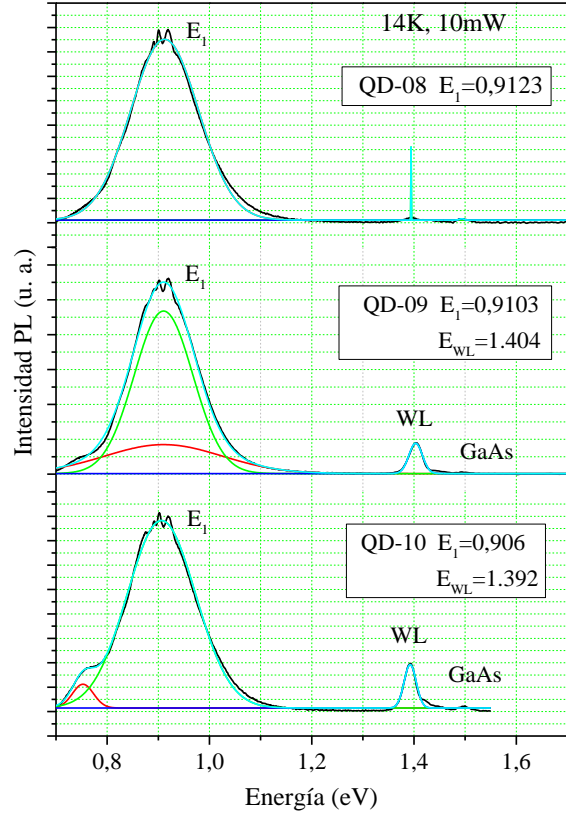 14K, 10mW
E1
QD-08 E1=0,9123
E1
QD-09 E1=0,9103
EWL=1.404
WL
GaAs
E1
QD-10 E1=0,906
EWL=1.392
WL
GaAs
Intensidad PL (u. a.)
0,8 1,0 1,2 1,4 1,6
Energía (eV)